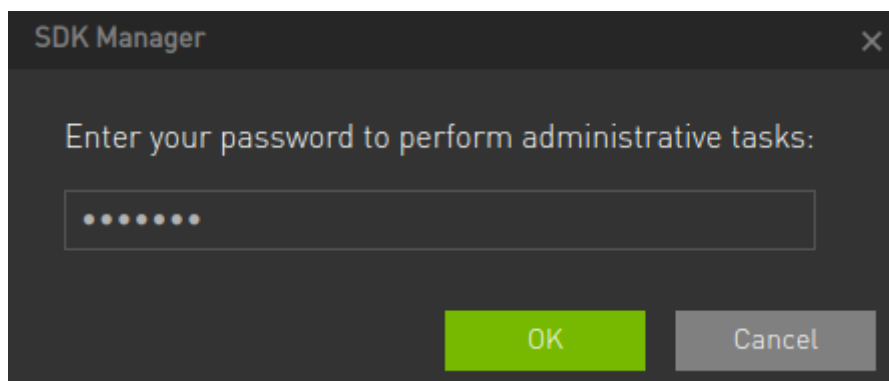 SDK Manager
Enter your password to perform administrative tasks:
•••••••
OK
Cancel